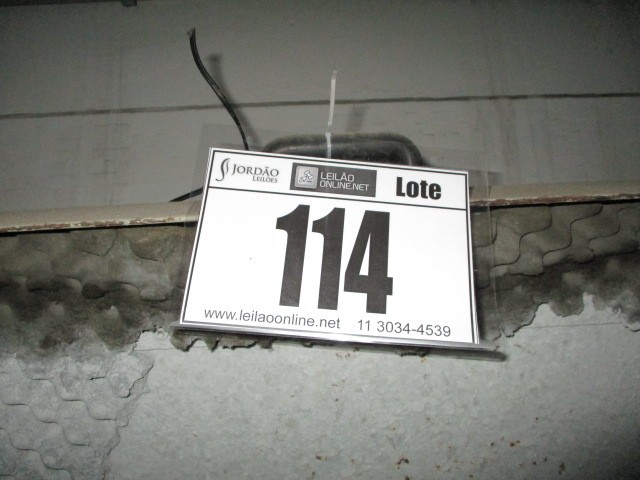 JORDÃO
LEILÕES
LEILÃO
ONLINE.NET
Lote
114
www.leilaoonline.net 11 3034-4539